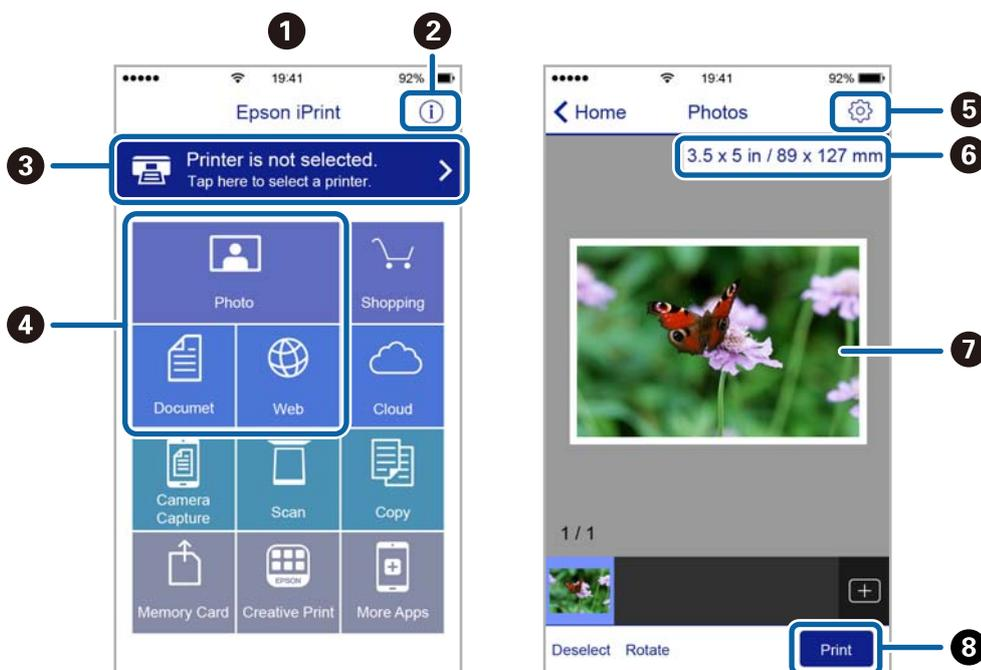 1
2
19:41
92%
Epson iPrint
i
3
Printer is not selected.
Tap here to select a printer.
4
Photo
Shopping
Documet
Web
Cloud
Camera
Capture
Scan
Copy
Memory Card
EPSON
Creative Print
More Apps
19:41
92%
Home
Photos
5
3.5 x 5 in / 89 x 127 mm
6
7
1 / 1
Deselect
Rotate
Print
8